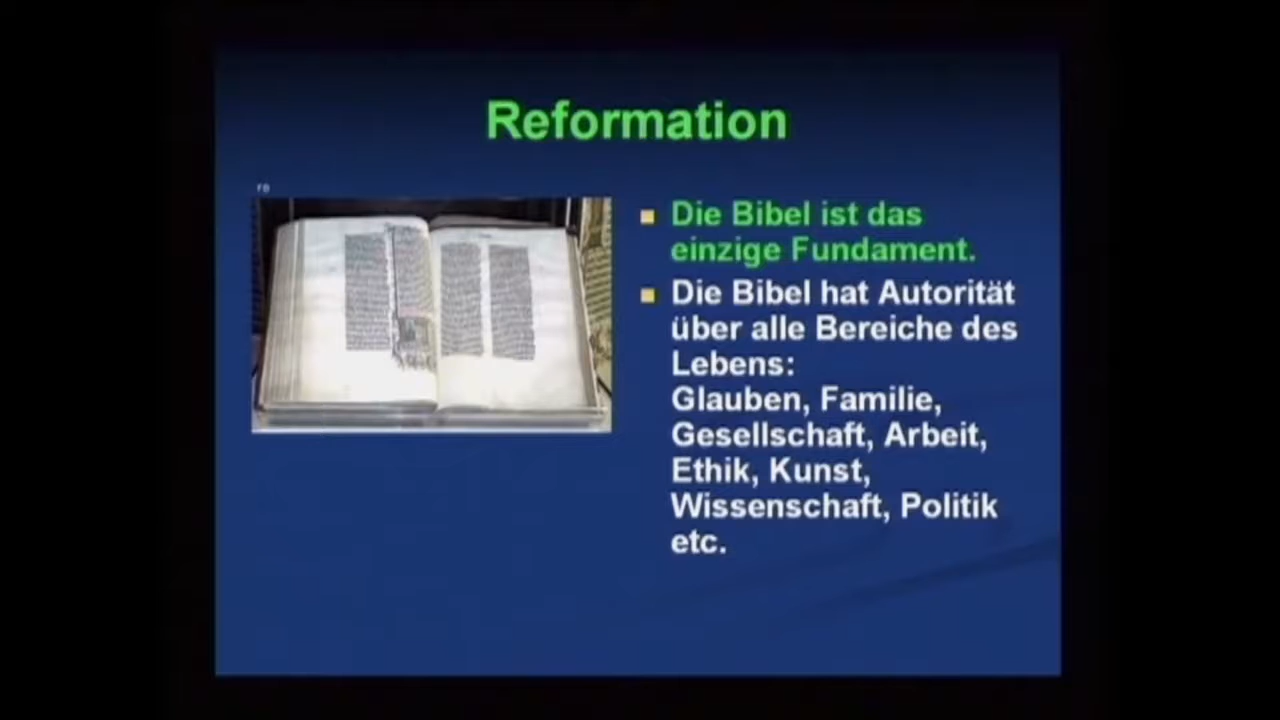 Reformation
Die Bibel ist das
einzige Fundament.
Die Bibel hat Autorität
über alle Bereiche des
Lebens:
Glauben, Familie,
Gesellschaft, Arbeit,
Ethik, Kunst,
Wissenschaft, Politik
etc.